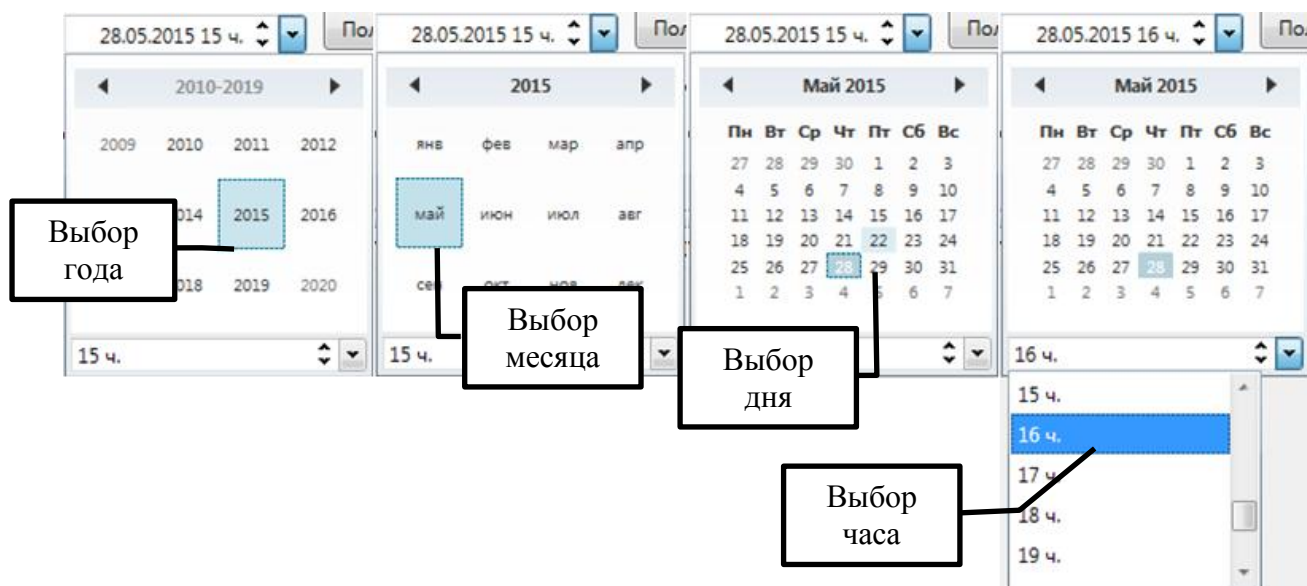 28.05.2015 15 ч.
2010-2019
2009 2010 2011 2012
2014 2015 2016
2018 2019 2020
15 ч.
Выбор
года
28.05.2015 15 ч.
2015
янв фев мар апр
май июн июл авг
15 ч.
Выбор
месяца
28.05.2015 15 ч.
Май 2015
Пн Вт Ср Чт Пт Сб Вс
27 28 29 30 1 2 3
4 5 6 7 8 9 10
11 12 13 14 15 16 17
18 19 20 21 22 23 24
25 26 27 28 29 30 31
1 2 3 4 5 6 7
Выбор
дня
28.05.2015 16 ч.
Май 2015
Пн Вт Ср Чт Пт Сб Вс
27 28 29 30 1 2 3
4 5 6 7 8 9 10
11 12 13 14 15 16 17
18 19 20 21 22 23 24
25 26 27 28 29 30 31
1 2 3 4 5 6 7
16 ч.
15 ч.
16 ч.
17 ч.
18 ч.
19 ч.
Выбор
часа